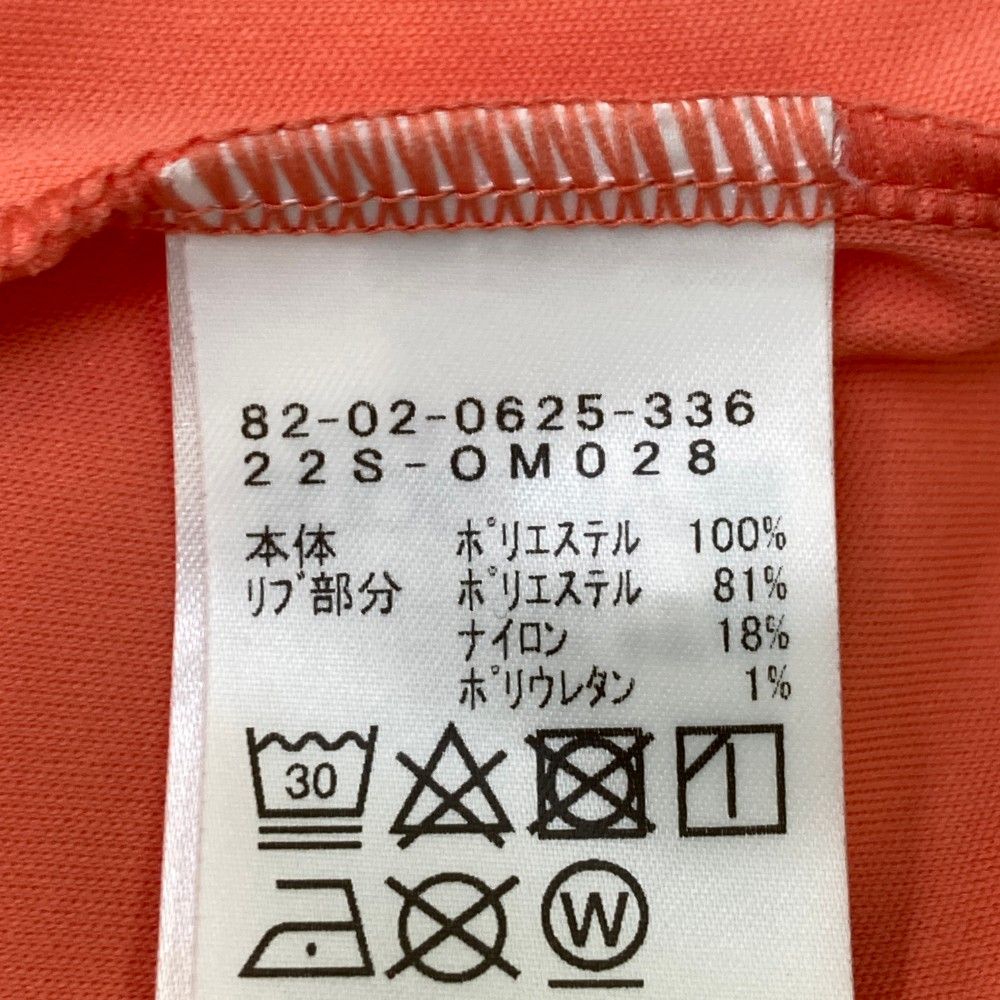 82-02-0625-336
22S-OM028
本体 ポリエステル 100%
リブ部分 ポリエステル 81%
ナイロン 18%
ポリウレタン 1%
30
W